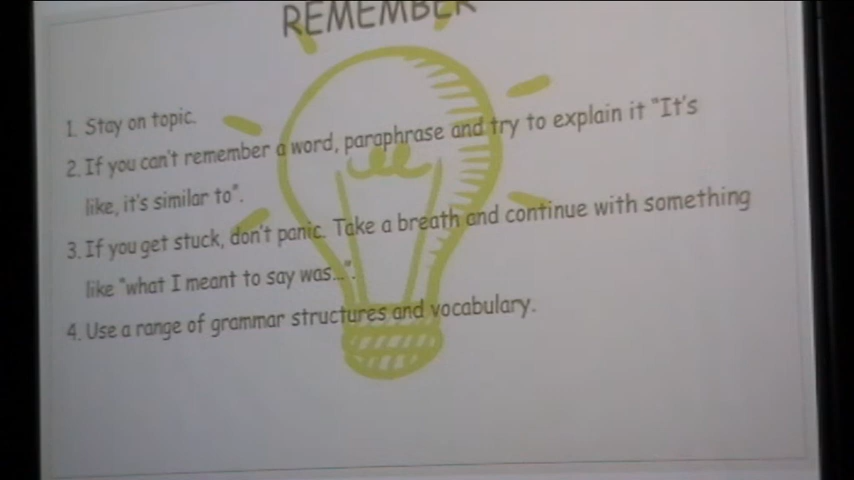 REMEMBER
1. Stay on topic.
2. If you can't remember a word, paraphrase and try to explain it "It's
like, it's similar to".
3. If you get stuck, don't panic. Take a breath and continue with something
like "what I meant to say was...".
4. Use a range of grammar structures and vocabulary.